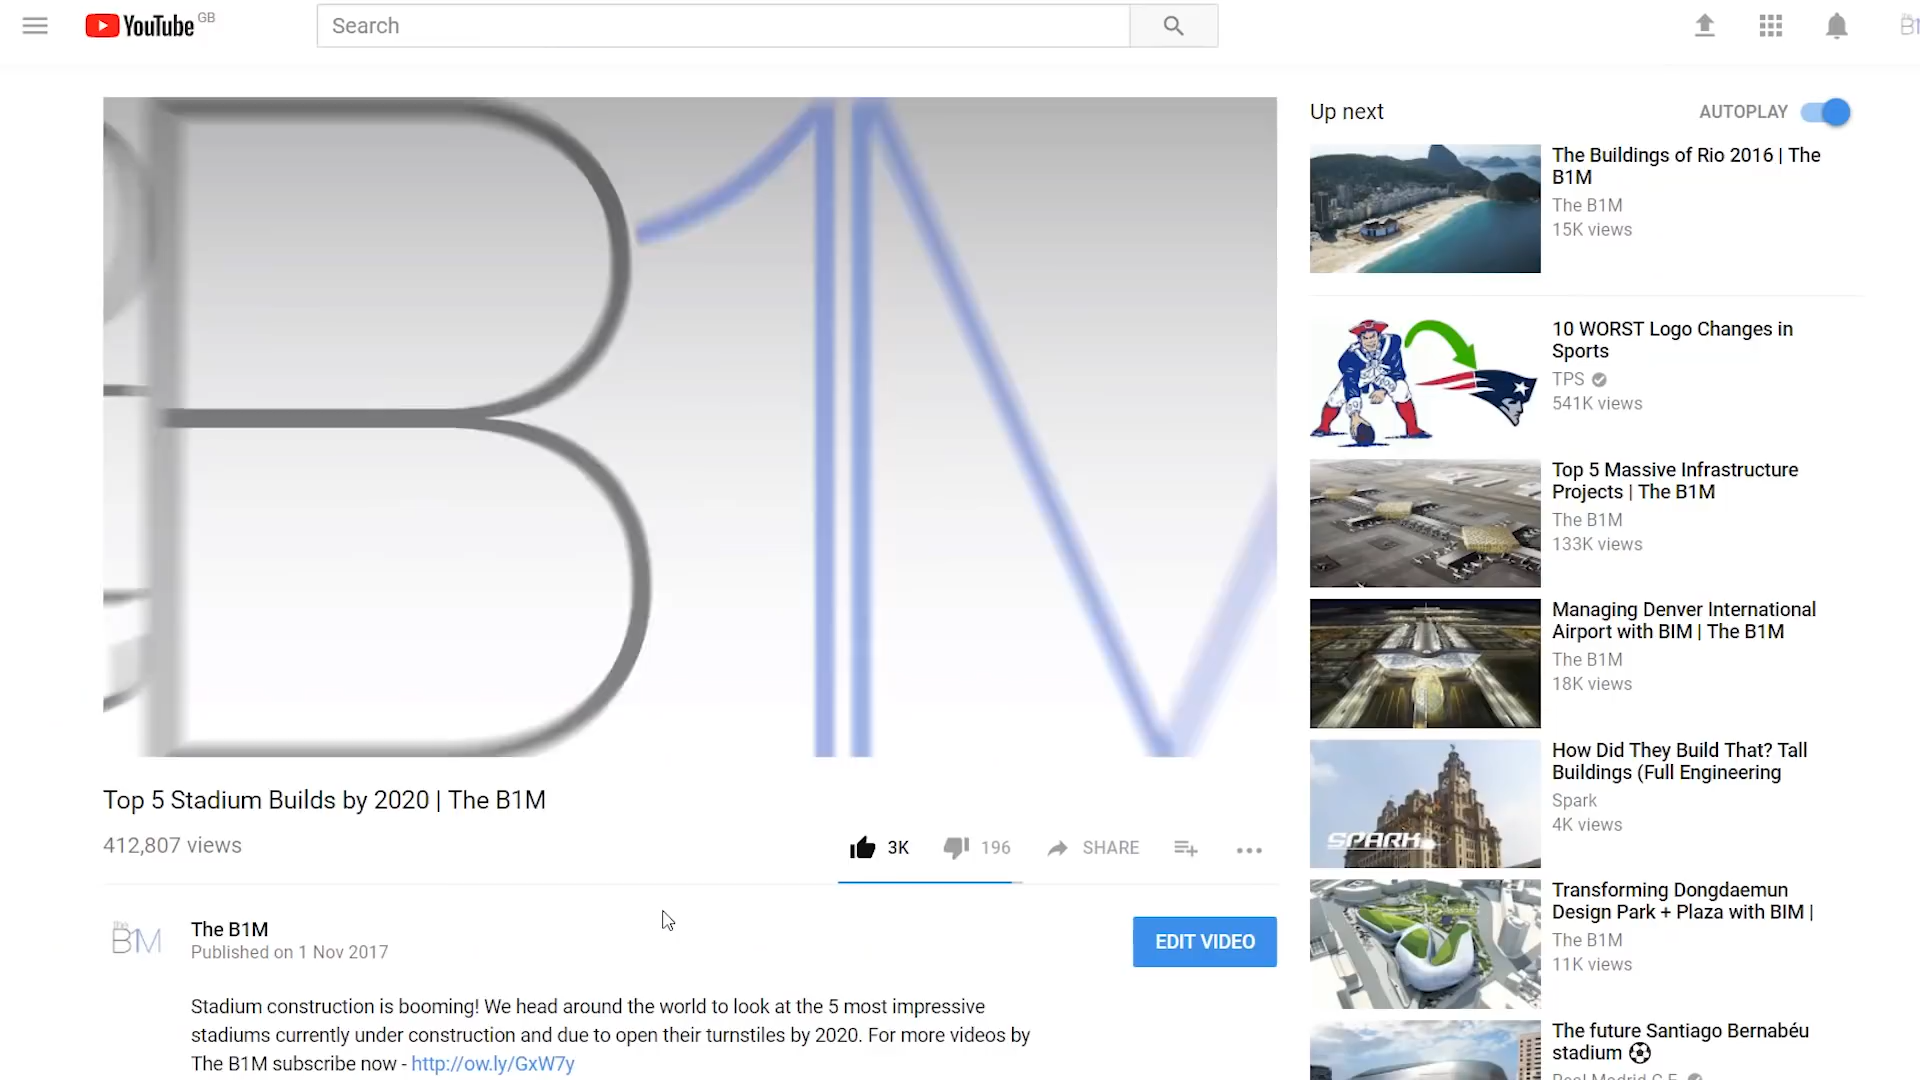 YouTube GB
Search
B1M
Top 5 Stadium Builds by 2020 | The B1M
412,807 views
3K
196
SHARE
The B1M
The B1M
Published on 1 Nov 2017
EDIT VIDEO
Stadium construction is booming! We head around the world to look at the 5 most impressive
stadiums currently under construction and due to open their turnstiles by 2020. For more videos by
The B1M subscribe now - http://ow.ly/GxW7y
Up next
AUTOPLAY
The Buildings of Rio 2016 | The
B1M
The B1M
15K views
10 WORST Logo Changes in
Sports
TPS
541K views
Top 5 Massive Infrastructure
Projects | The B1M
The B1M
133K views
Managing Denver International
Airport with BIM | The B1M
The B1M
18K views
SPARK
How Did They Build That? Tall
Buildings (Full Engineering
Spark
4K views
Transforming Dongdaemun
Design Park + Plaza with BIM |
The B1M
11K views
The future Santiago Bernabéu
stadium ⚽
Real Madrid C.F.